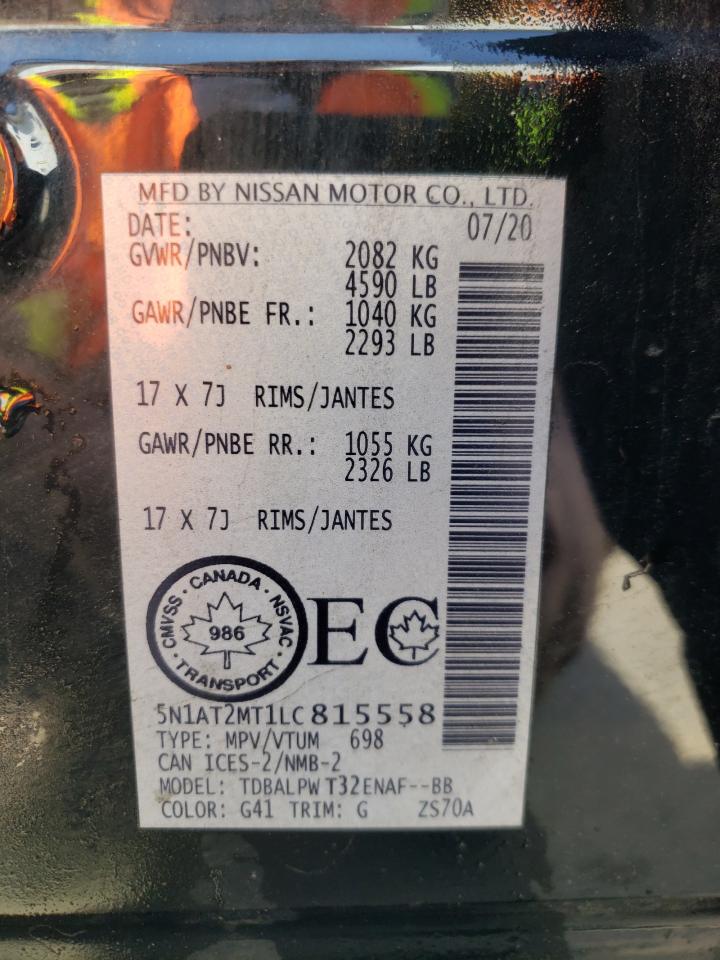 MFD BY NISSAN MOTOR CO., LTD.
DATE: 07/20
GVWR/PNBV: 2082 KG
4590 LB
GAWR/PNBE FR.: 1040 KG
2293 LB
17 X 7J RIMS/JANTES
GAWR/PNBE RR.: 1055 KG
2326 LB
17 X 7J RIMS/JANTES
CMVSS · CANADA · NSVAC · TRANSPORT ·
986
EC
5N1AT2MT1LC815558
TYPE: MPV/VTUM 698
CAN ICES-2/NMB-2
MODEL: TDBALPW T32ENAF--BB
COLOR: G41 TRIM: G ZS70A